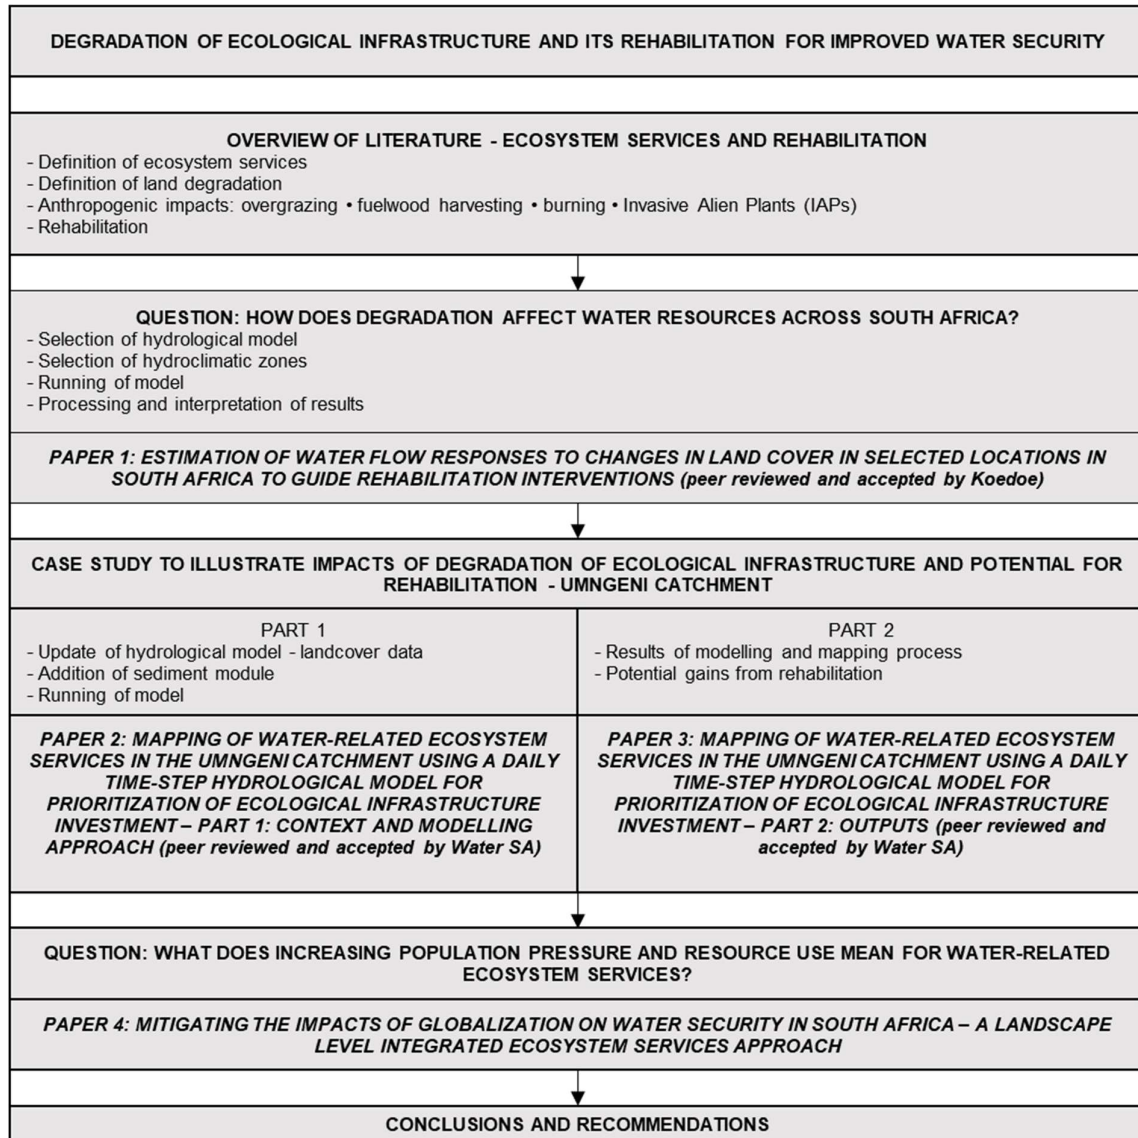 DEGRADATION OF ECOLOGICAL INFRASTRUCTURE AND ITS REHABILITATION FOR IMPROVED WATER SECURITY
OVERVIEW OF LITERATURE - ECOSYSTEM SERVICES AND REHABILITATION
- Definition of ecosystem services
- Definition of land degradation
- Anthropogenic impacts: overgrazing • fuelwood harvesting • burning • Invasive Alien Plants (IAPs)
- Rehabilitation
QUESTION: HOW DOES DEGRADATION AFFECT WATER RESOURCES ACROSS SOUTH AFRICA?
- Selection of hydrological model
- Selection of hydroclimatic zones
- Running of model
- Processing and interpretation of results
PAPER 1: ESTIMATION OF WATER FLOW RESPONSES TO CHANGES IN LAND COVER IN SELECTED LOCATIONS IN
SOUTH AFRICA TO GUIDE REHABILITATION INTERVENTIONS (peer reviewed and accepted by Koedoe)
CASE STUDY TO ILLUSTRATE IMPACTS OF DEGRADATION OF ECOLOGICAL INFRASTRUCTURE AND POTENTIAL FOR
REHABILITATION - UMNGENI CATCHMENT
PART 1
- Update of hydrological model - landcover data
- Addition of sediment module
- Running of model
PART 2
- Results of modelling and mapping process
- Potential gains from rehabilitation
PAPER 2: MAPPING OF WATER-RELATED ECOSYSTEM
SERVICES IN THE UMNGENI CATCHMENT USING A DAILY
TIME-STEP HYDROLOGICAL MODEL FOR
PRIORITIZATION OF ECOLOGICAL INFRASTRUCTURE
INVESTMENT – PART 1: CONTEXT AND MODELLING
APPROACH (peer reviewed and accepted by Water SA)
PAPER 3: MAPPING OF WATER-RELATED ECOSYSTEM
SERVICES IN THE UMNGENI CATCHMENT USING A DAILY
TIME-STEP HYDROLOGICAL MODEL FOR
PRIORITIZATION OF ECOLOGICAL INFRASTRUCTURE
INVESTMENT – PART 2: OUTPUTS (peer reviewed and
accepted by Water SA)
QUESTION: WHAT DOES INCREASING POPULATION PRESSURE AND RESOURCE USE MEAN FOR WATER-RELATED
ECOSYSTEM SERVICES?
PAPER 4: MITIGATING THE IMPACTS OF GLOBALIZATION ON WATER SECURITY IN SOUTH AFRICA – A LANDSCAPE
LEVEL INTEGRATED ECOSYSTEM SERVICES APPROACH
CONCLUSIONS AND RECOMMENDATIONS